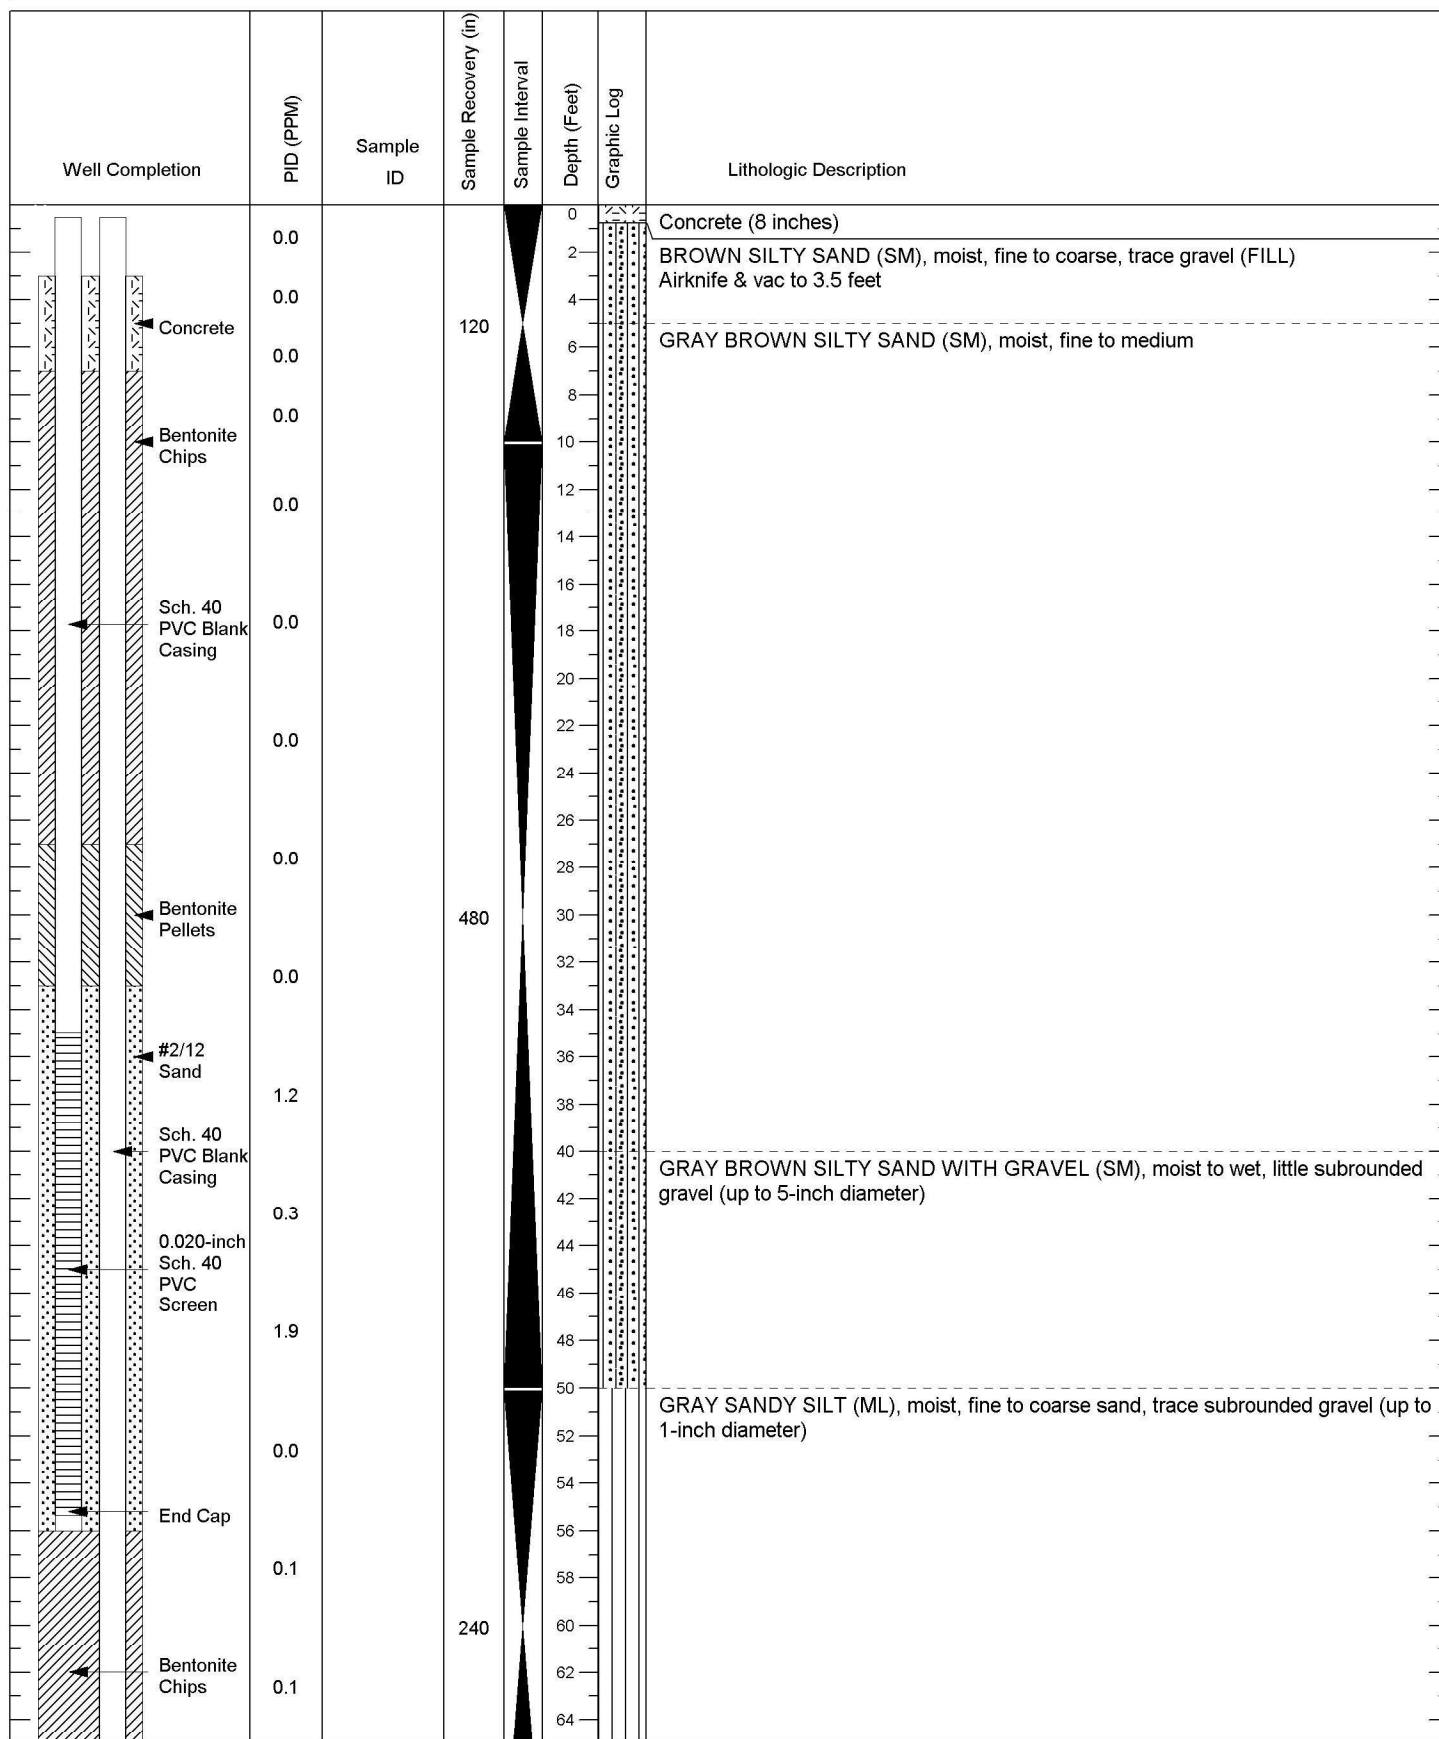 Well Completion
PID (PPM)
Sample
ID
Sample Recovery (in)
Sample Interval
Depth (Feet)
Graphic Log
Lithologic Description
0
Concrete (8 inches)
0.0
2
BROWN SILTY SAND (SM), moist, fine to coarse, trace gravel (FILL)
Airknife & vac to 3.5 feet
0.0
4
Concrete
120
0.0
6
GRAY BROWN SILTY SAND (SM), moist, fine to medium
8
0.0
Bentonite
Chips
10
12
0.0
14
16
Sch. 40
PVC Blank
Casing
0.0
18
20
22
0.0
24
26
0.0
28
Bentonite
Pellets
480
30
32
0.0
34
#2/12
Sand
36
1.2
38
Sch. 40
PVC Blank
Casing
40
GRAY BROWN SILTY SAND WITH GRAVEL (SM), moist to wet, little subrounded
gravel (up to 5-inch diameter)
42
0.3
0.020-inch
Sch. 40
PVC
Screen
44
46
1.9
48
50
GRAY SANDY SILT (ML), moist, fine to coarse sand, trace subrounded gravel (up to
1-inch diameter)
52
0.0
54
End Cap
56
0.1
58
240
60
Bentonite
Chips
62
0.1
64